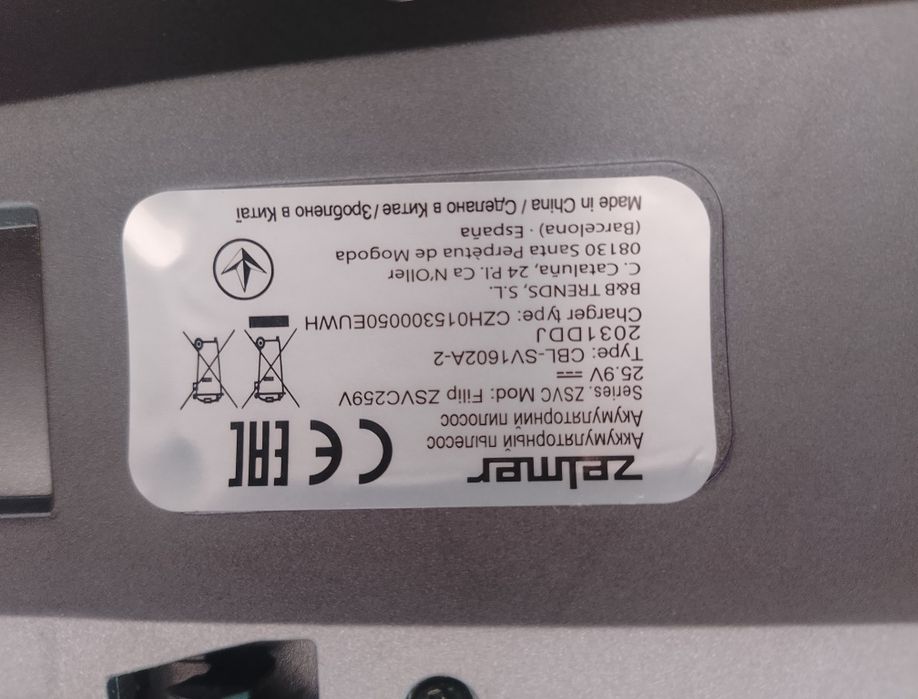 zelmer
Аккумуляторный пылесос
Акумуляторний пилосос
Series. ZSVC Mod: Filip ZSVC259V
25.9V
Type: CBL-SV1602A-2
2031DDJ
Charger type: CZH015300050EUWH
B&B TRENDS, S.L.
C. Cataluña, 24 P.I. Ca N'Oller
08130 Santa Perpètua de Mogoda
(Barcelona) · España
Made in China / Сделано в Китае / Зроблено в Китаї
CE EAC